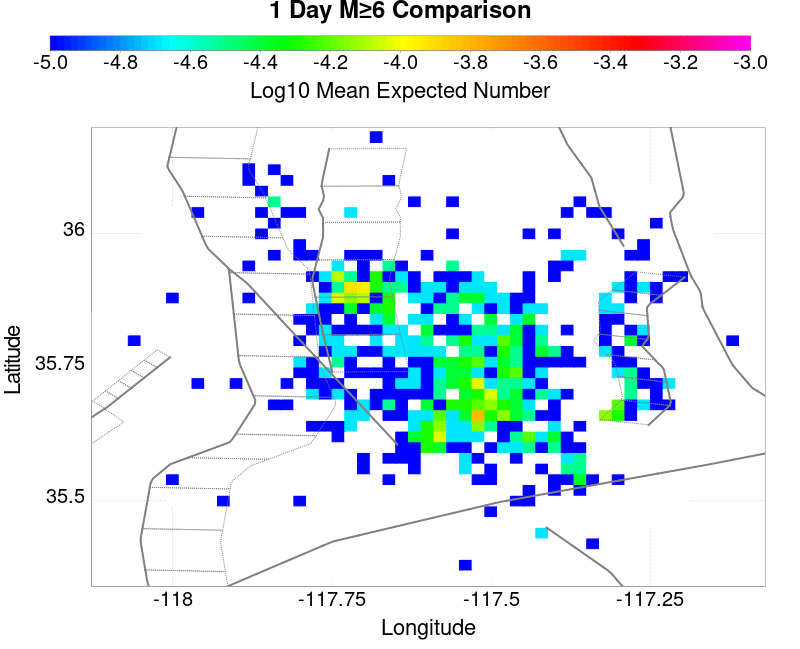 1 Day M≥6 Comparison
-5.0 -4.8 -4.6 -4.4 -4.2 -4.0 -3.8 -3.6 -3.4 -3.2 -3.0
Log10 Mean Expected Number
36
35.75
35.5
Latitude
-118 -117.75 -117.5 -117.25
Longitude